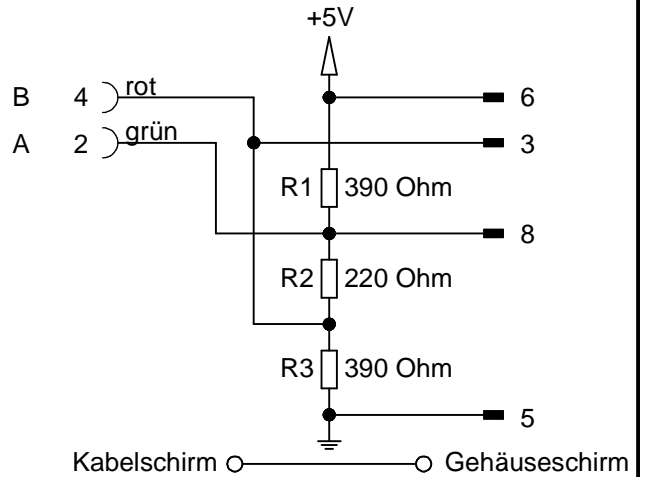 +5V
B 4 rot 6
A 2 grün 3
R1 390 Ohm
8
R2 220 Ohm
R3 390 Ohm
5
Kabelschirm Gehäuseschirm